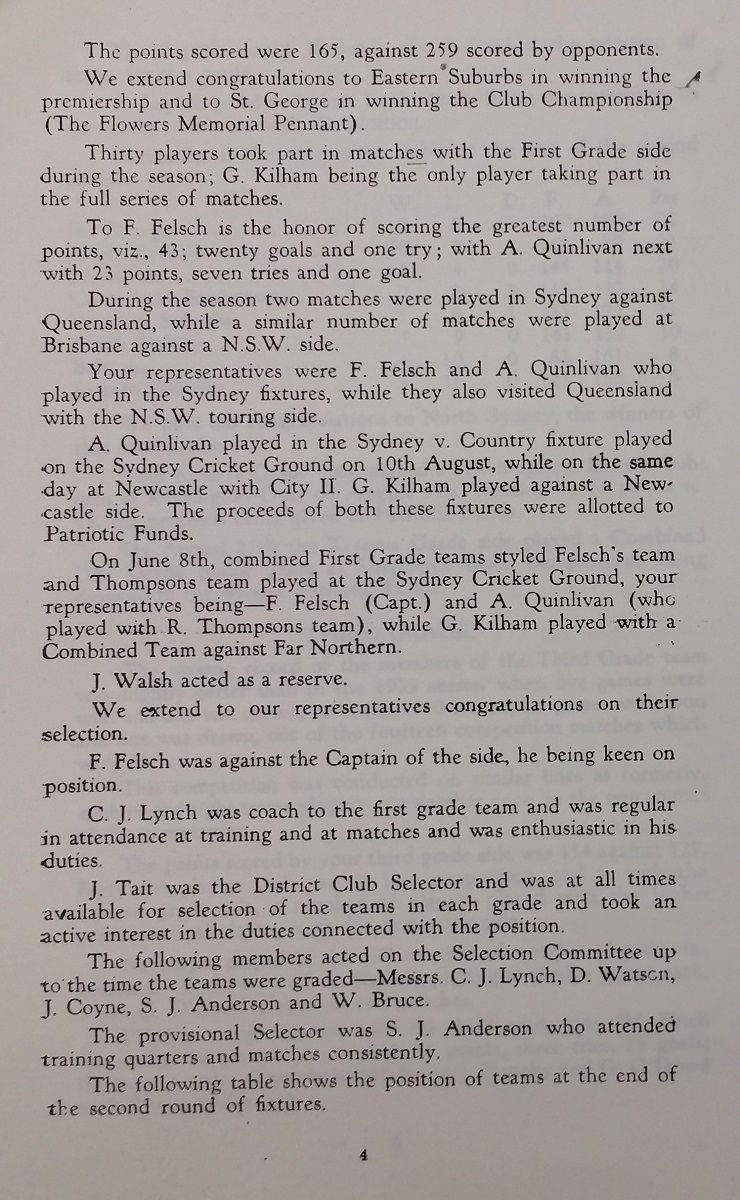 The points scored were 165, against 259 scored by opponents.
We extend congratulations to Eastern Suburbs in winning the
premiership and to St. George in winning the Club Championship
(The Flowers Memorial Pennant).
Thirty players took part in matches with the First Grade side
during the season; G. Kilham being the only player taking part in
the full series of matches.
To F. Felsch is the honor of scoring the greatest number of
points, viz., 43; twenty goals and one try; with A. Quinlivan next
with 23 points, seven tries and one goal.
During the season two matches were played in Sydney against
Queensland, while a similar number of matches were played at
Brisbane against a N.S.W. side.
Your representatives were F. Felsch and A. Quinlivan who
played in the Sydney fixtures, while they also visited Queensland
with the N.S.W. touring side.
A. Quinlivan played in the Sydney v. Country fixture played
on the Sydney Cricket Ground on 10th August, while on the same
day at Newcastle with City II. G. Kilham played against a New-
castle side. The proceeds of both these fixtures were allotted to
Patriotic Funds.
On June 8th, combined First Grade teams styled Felsch's team
and Thompsons team played at the Sydney Cricket Ground, your
representatives being—F. Felsch (Capt.) and A. Quinlivan (who
played with R. Thompsons team), while G. Kilham played with a
Combined Team against Far Northern.
J. Walsh acted as a reserve.
We extend to our representatives congratulations on their
selection.
F. Felsch was against the Captain of the side, he being keen on
position.
C. J. Lynch was coach to the first grade team and was regular
in attendance at training and at matches and was enthusiastic in his
duties.
J. Tait was the District Club Selector and was at all times
available for selection of the teams in each grade and took an
active interest in the duties connected with the position.
The following members acted on the Selection Committee up
to the time the teams were graded—Messrs. C. J. Lynch, D. Watson,
J. Coyne, S. J. Anderson and W. Bruce.
The provisional Selector was S. J. Anderson who attended
training quarters and matches consistently.
The following table shows the position of teams at the end of
the second round of fixtures.
4